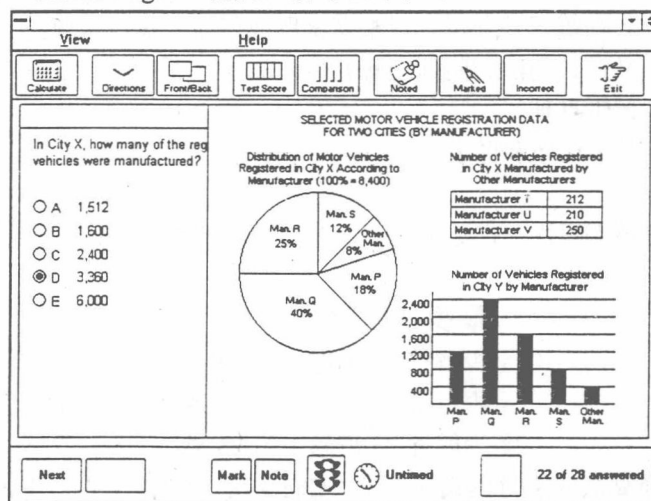 View Help
Calculate Directions Front/Back Test Score Comparison Noted Marked Incorrect Exit
In City X, how many of the reg
vehicles were manufactured?
A 1,512
B 1,600
C 2,400
D 3,360
E 6,000
SELECTED MOTOR VEHICLE REGISTRATION DATA
FOR TWO CITIES (BY MANUFACTURER)
Distribution of Motor Vehicles
Registered in City X According to
Manufacturer (100% = 8,400)
Man. S
12%
Other
Man.
8%
Man. R
25%
Man. P
18%
Man. Q
40%
Number of Vehicles Registered
in City X Manufactured by
Other Manufacturers
Manufacturer T 212
Manufacturer U 210
Manufacturer V 250
Number of Vehicles Registered
in City Y by Manufacturer
2,400
2,000
1,600
1,200
800
400
Man. Man. Man. Man. Other
P Q R S Man.
Next Mark Note Untimed 22 of 28 answered